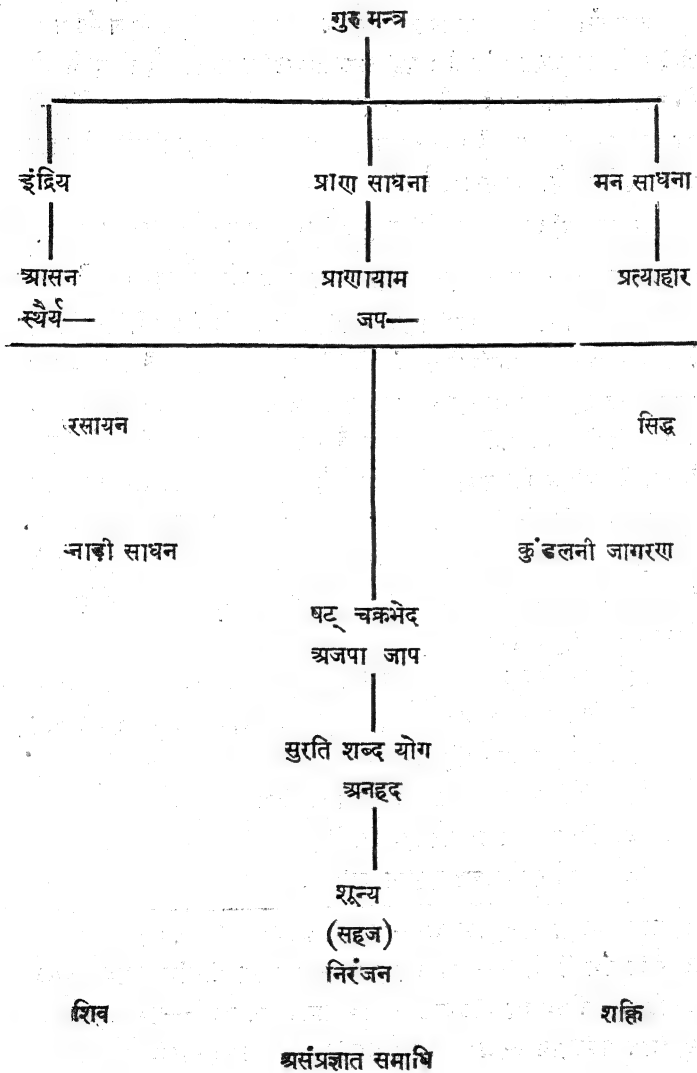 गुरु मन्त्र
इंद्रिय प्राण साधना मन साधना
आसन प्राणायाम प्रत्याहार
स्थैर्य— जप—
रसायन सिद्ध
नाड़ी साधन कुंडलनी जागरण
षट् चक्रभेद
अजपा जाप
सुरति शब्द योग
अनहद
शून्य
(सहज)
निरंजन
शिव शक्ति
असंप्रज्ञात समाधि